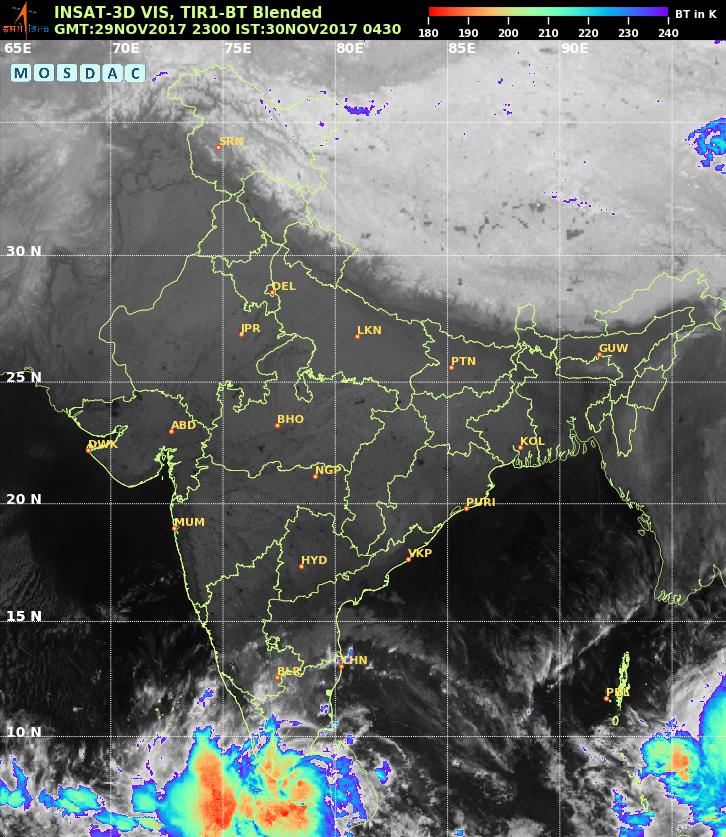 INSAT-3D VIS, TIR1-BT Blended
GMT:29NOV2017 2300 IST:30NOV2017 0430
BT in K
180 190 200 210 220 230 240
65E 70E 75E 80E 85E 90E
M O S D A C
SRN
30 N
DEL
JPR LKN
GUW
PTN
25 N
ABD BHO
KOL
DWK
NGP
20 N
PURI
MUM
VKP
HYD
15 N
CHN
BLR
PBL
10 N